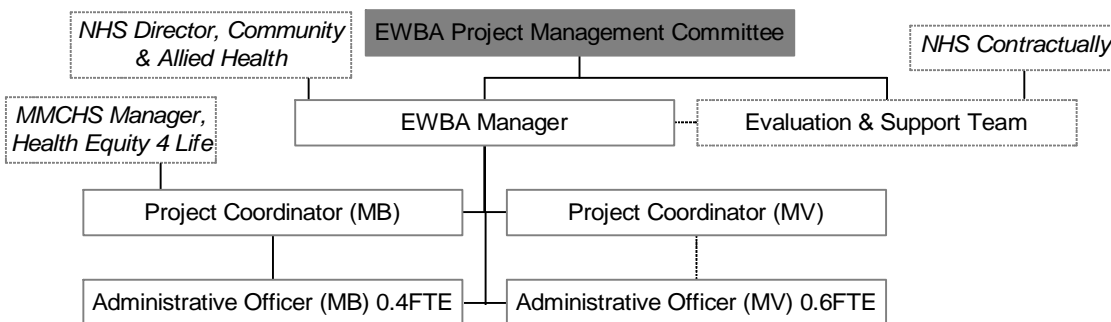 NHS Director, Community
& Allied Health
EWBA Project Management Committee
NHS Contractually
MMCHS Manager,
Health Equity 4 Life
EWBA Manager
Evaluation & Support Team
Project Coordinator (MB)
Project Coordinator (MV)
Administrative Officer (MB) 0.4FTE
Administrative Officer (MV) 0.6FTE